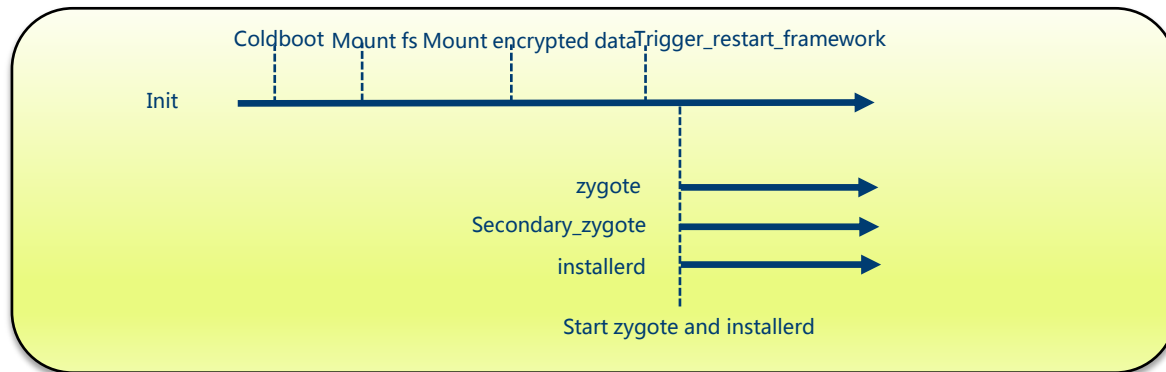 Coldboot Mount fs Mount encrypted data Trigger_restart_framework
Init
zygote
Secondary_zygote
installerd
Start zygote and installerd